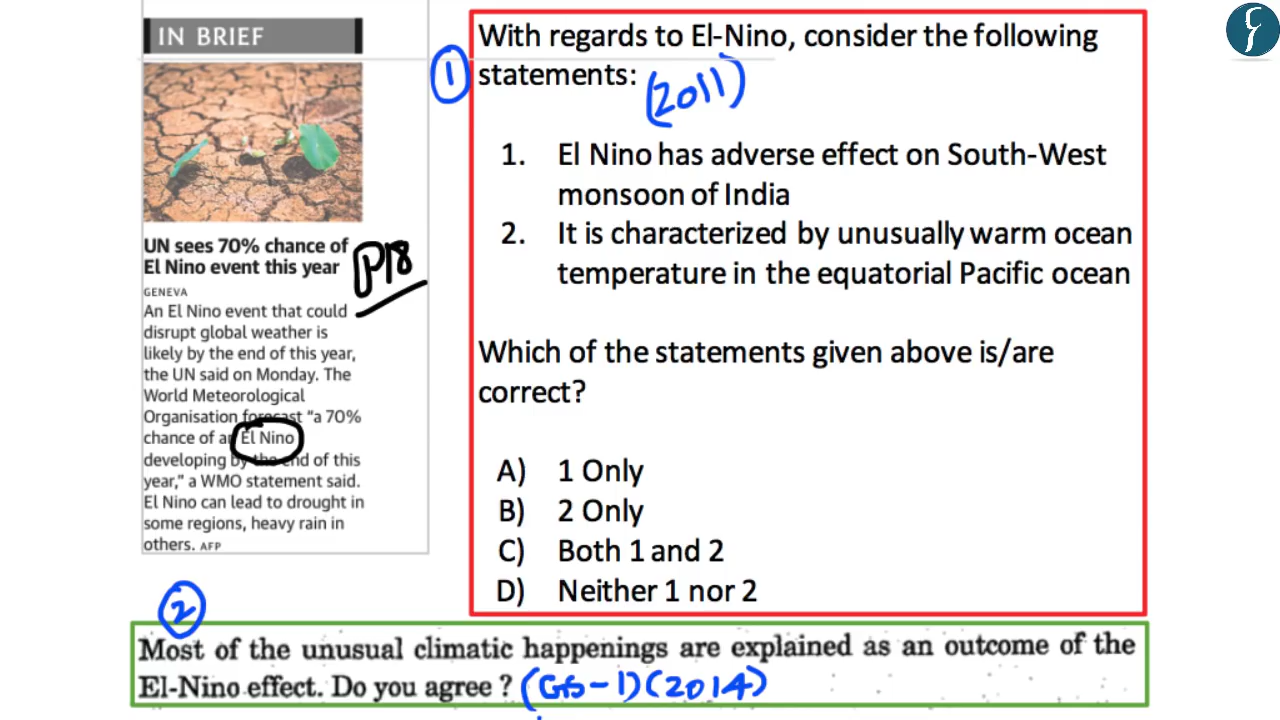 IN BRIEF
UN sees 70% chance of
El Nino event this year
P18
GENEVA
An El Nino event that could
disrupt global weather is
likely by the end of this year,
the UN said on Monday. The
World Meteorological
Organisation forecast "a 70%
chance of an El Nino
developing by the end of this
year," a WMO statement said.
El Nino can lead to drought in
some regions, heavy rain in
others. AFP
1
With regards to El-Nino, consider the following
statements: (2011)
1. El Nino has adverse effect on South-West
monsoon of India
2. It is characterized by unusually warm ocean
temperature in the equatorial Pacific ocean
Which of the statements given above is/are
correct?
A) 1 Only
B) 2 Only
C) Both 1 and 2
D) Neither 1 nor 2
2
Most of the unusual climatic happenings are explained as an outcome of the
El-Nino effect. Do you agree ? (GS-1) (2014)